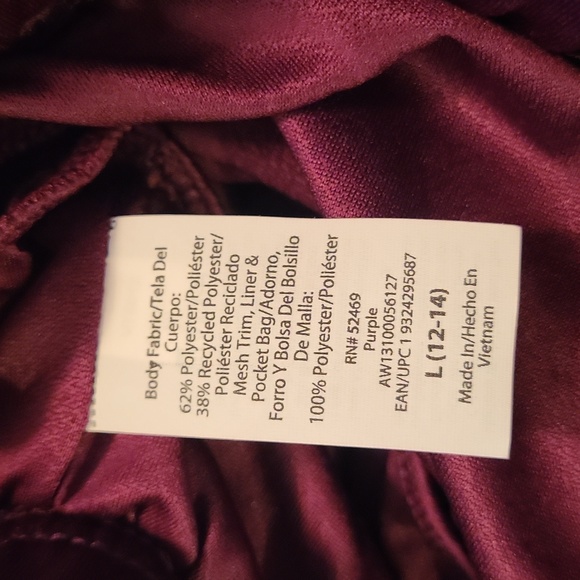 Body Fabric/Tela Del
Cuerpo:
62% Polyester/Poliéster
38% Recycled Polyester/
Poliéster Reciclado
Mesh Trim, Liner &
Pocket Bag/Adorno,
Forro Y Bolsa Del Bolsillo
De Malla:
100% Polyester/Poliéster
RN# 52469
Purple
AW13100056127
EAN/UPC 1 9324295687
L (12-14)
Made In/Hecho En
Vietnam